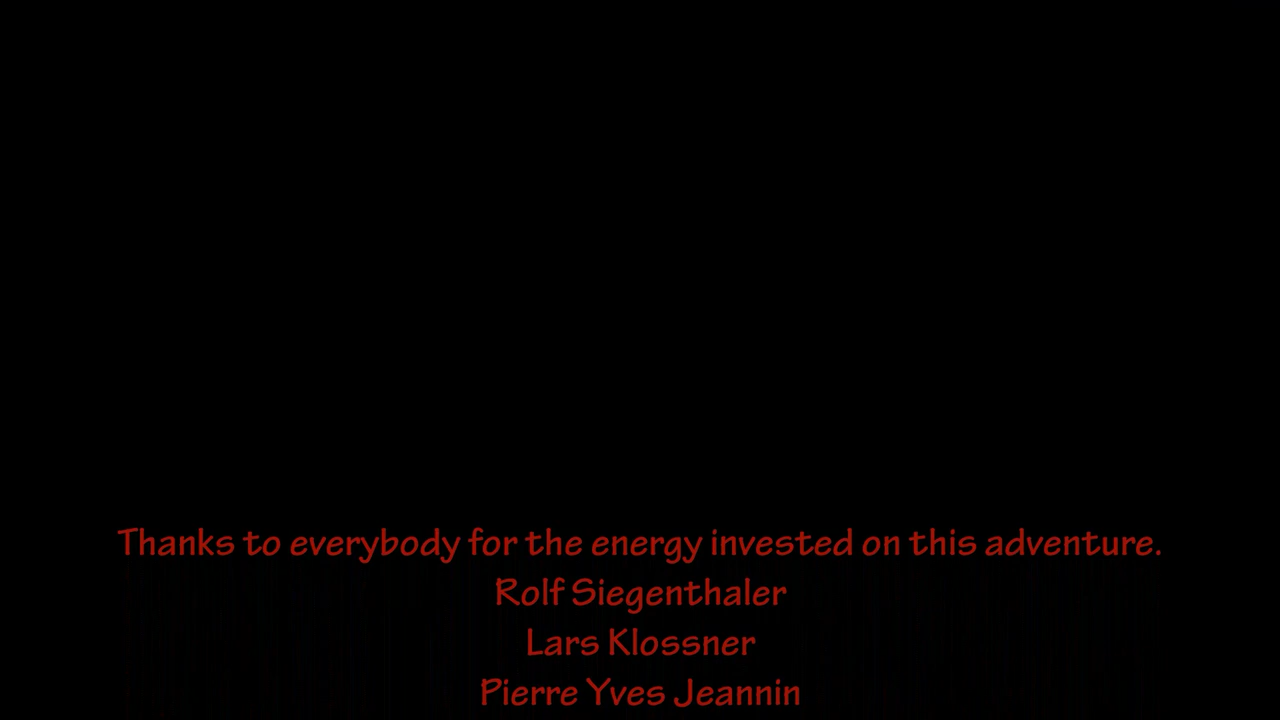 Thanks to everybody for the energy invested on this adventure.
Rolf Siegenthaler
Lars Klossner
Pierre Yves Jeannin